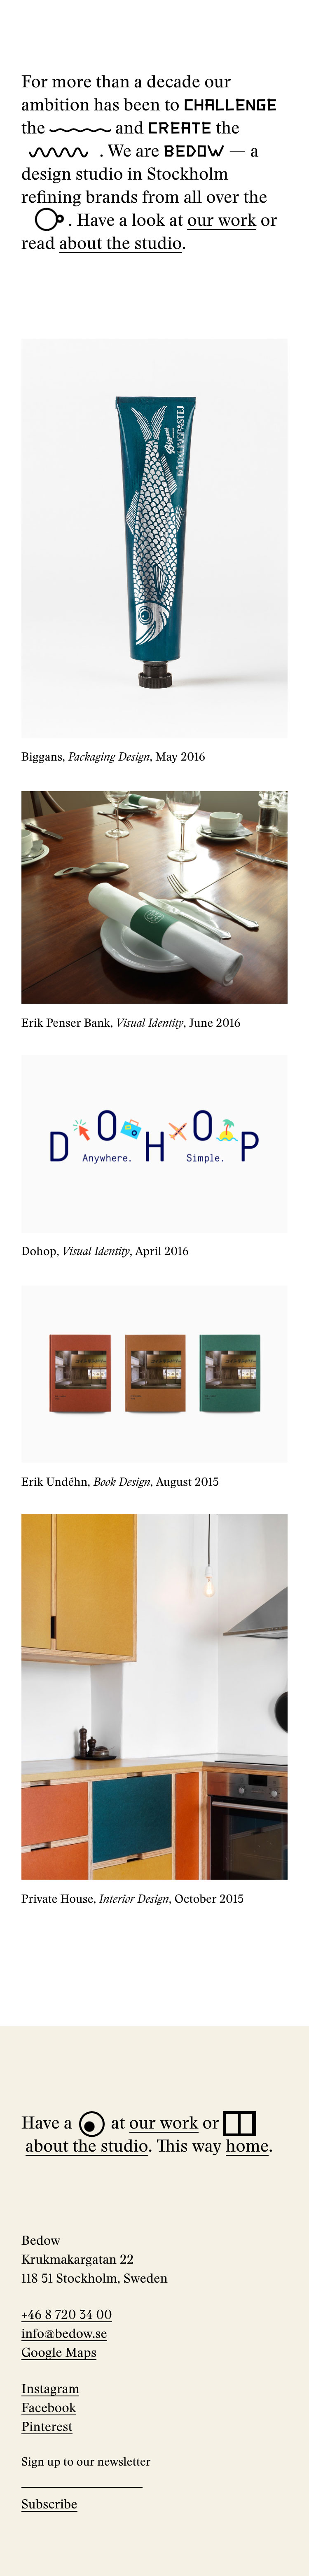 For more than a decade our
ambition has been to CHALLENGE
the and CREATE the
. We are BEDOW — a
design studio in Stockholm
refining brands from all over the
. Have a look at our work or
read about the studio.
Biggans
BÖCKLINGPASTEJ
Biggans, Packaging Design, May 2016
Erik Penser Bank, Visual Identity, June 2016
DOHOP
Anywhere. Simple.
Dohop, Visual Identity, April 2016
Erik Undéhn, Book Design, August 2015
Private House, Interior Design, October 2015
Have a at our work or
about the studio. This way home.
Bedow
Krukmakargatan 22
118 51 Stockholm, Sweden
+46 8 720 34 00
info@bedow.se
Google Maps
Instagram
Facebook
Pinterest
Sign up to our newsletter
Subscribe